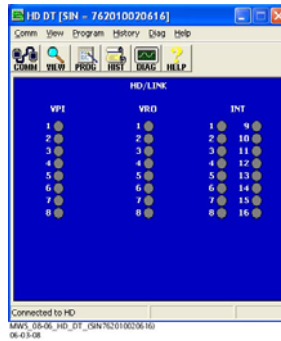 HD DT [SIN = 762010020616]
Comm View Program History Diag Help
COMM VIEW PROG HIST DIAG HELP
HD/LINK
VPI VRO INT
1 1 1 9
2 2 2 10
3 3 3 11
4 4 4 12
5 5 5 13
6 6 6 14
7 7 7 15
8 8 8 16
Connected to HD
MWS_08-06_HD_DT_(SIN762010020616)
06-03-08